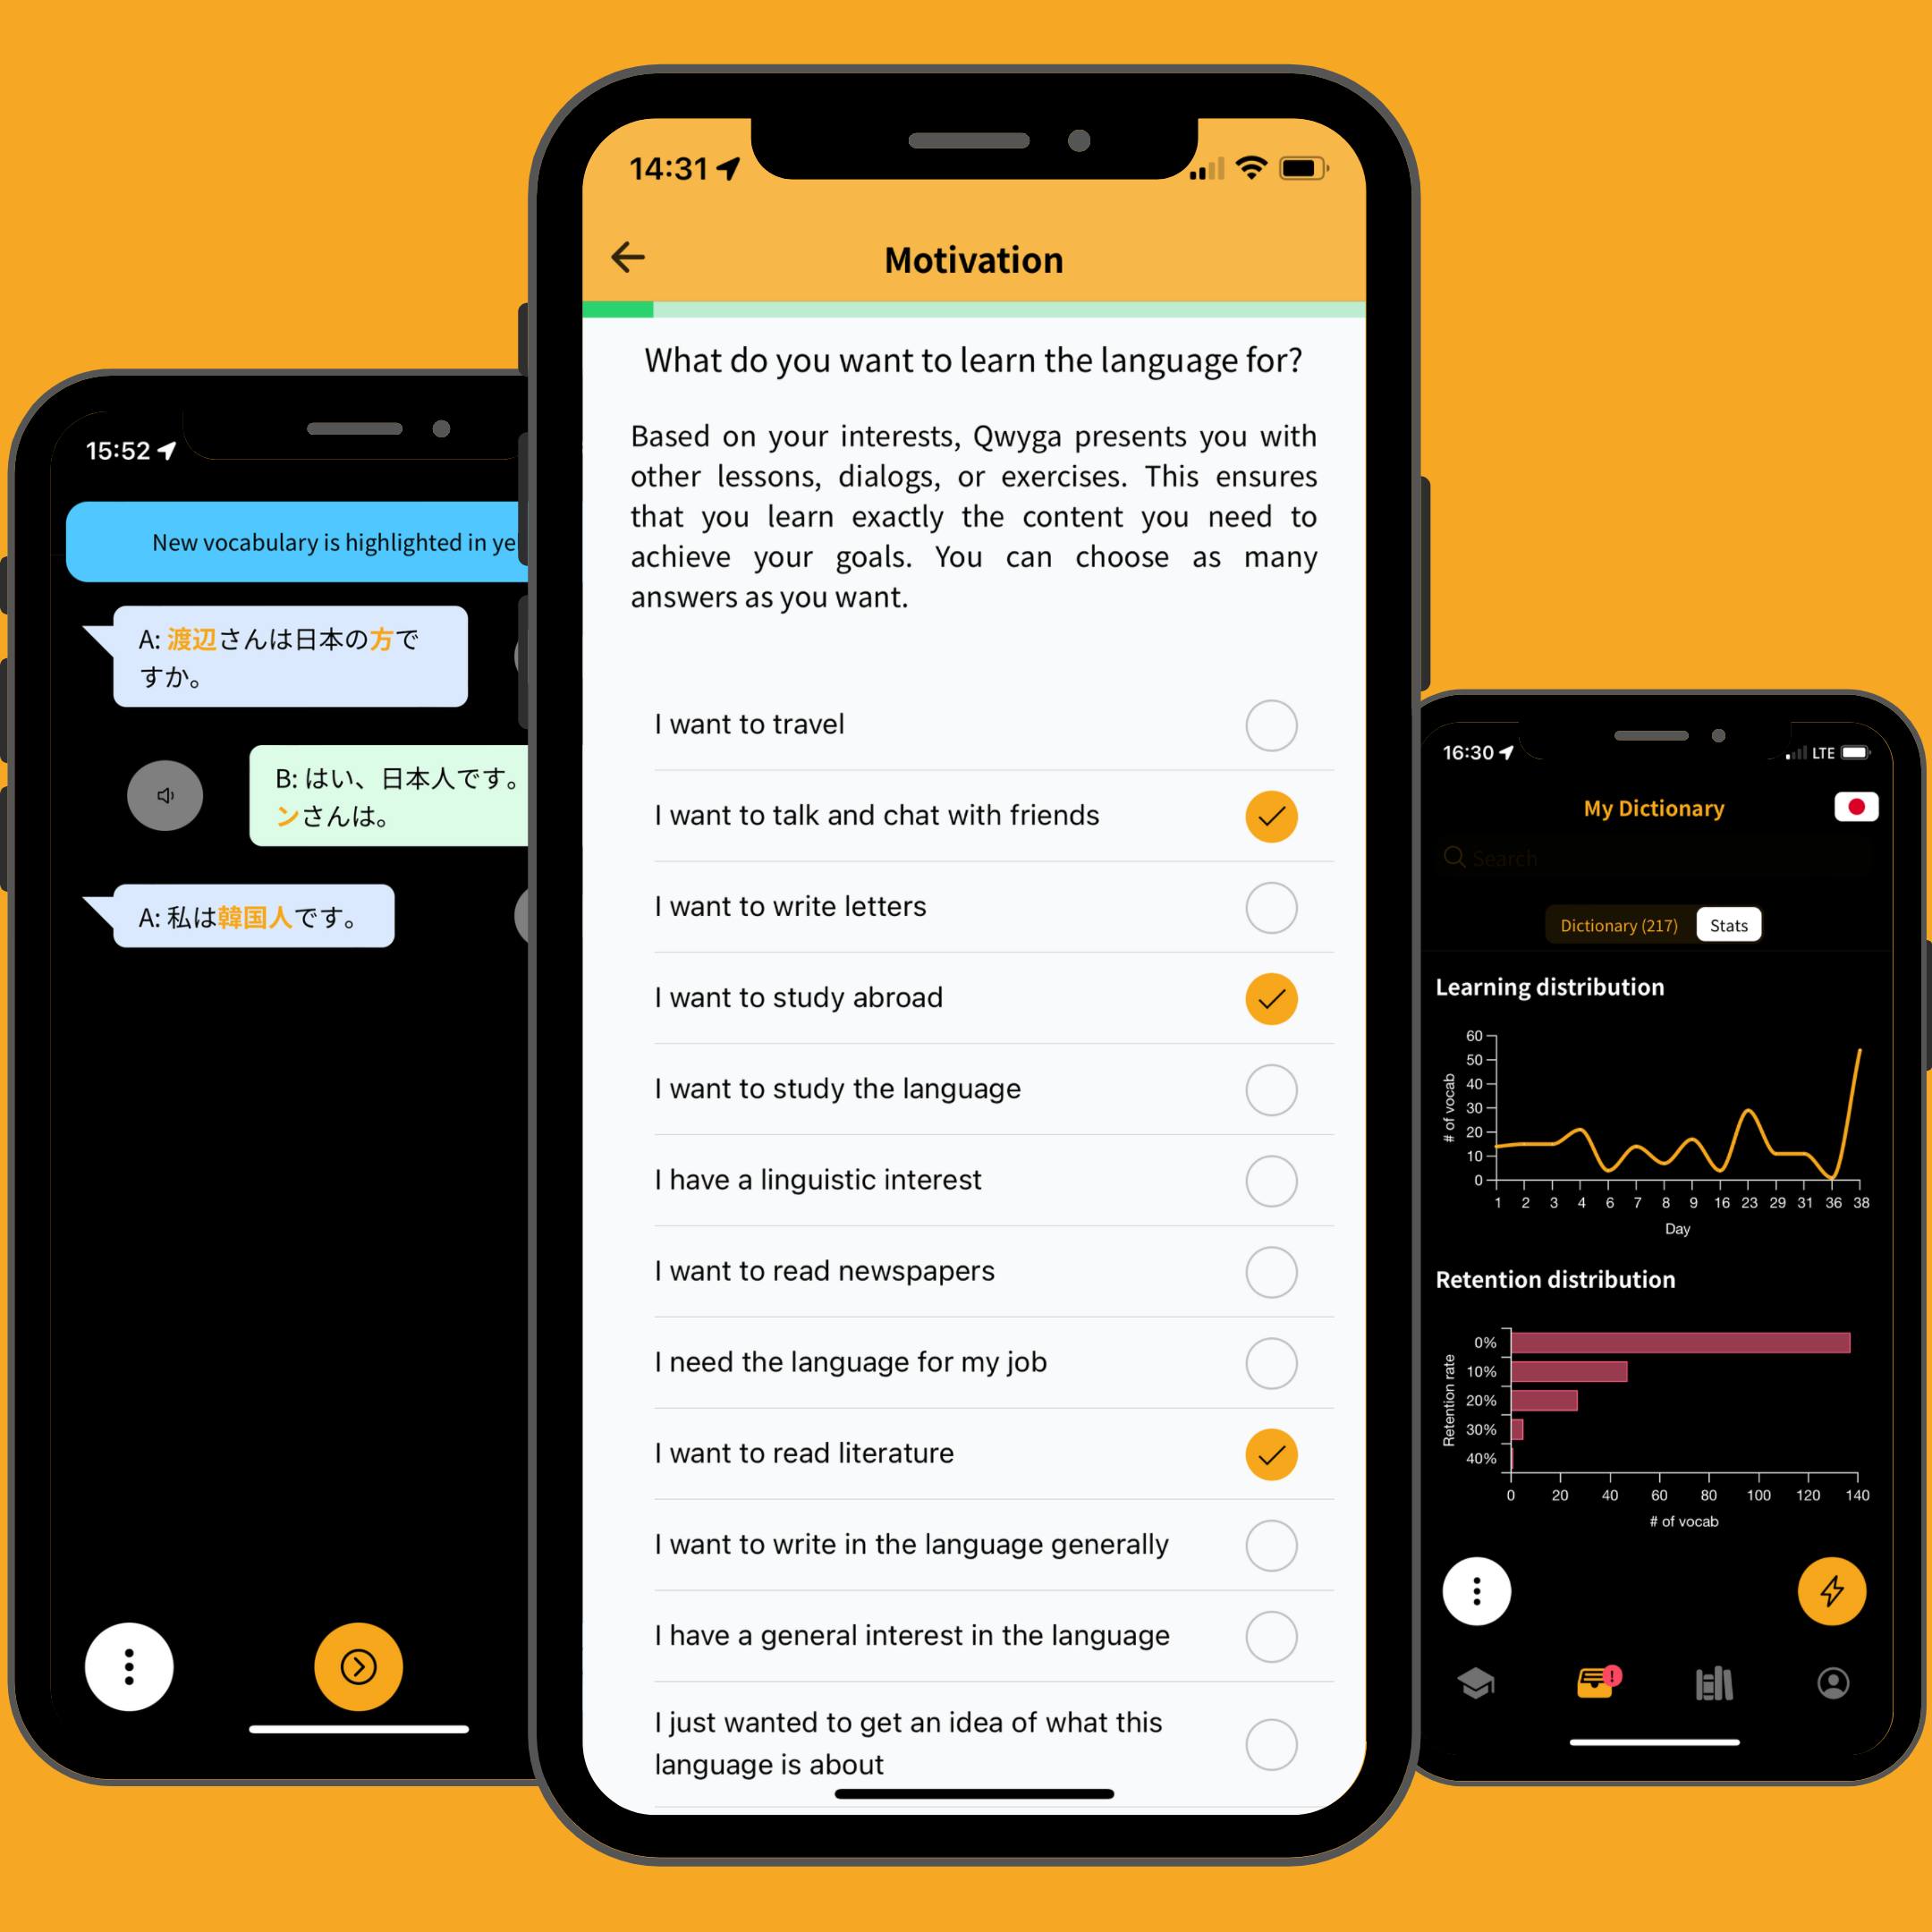 15:52
New vocabulary is highlighted in ye
A: 渡辺さんは日本の方で
すか。
B: はい、日本人です。
ンさんは。
A: 私は韓国人です。
14:31
Motivation
What do you want to learn the language for?
Based on your interests, Qwyga presents you with
other lessons, dialogs, or exercises. This ensures
that you learn exactly the content you need to
achieve your goals. You can choose as many
answers as you want.
I want to travel
I want to talk and chat with friends
I want to write letters
I want to study abroad
I want to study the language
I have a linguistic interest
I want to read newspapers
I need the language for my job
I want to read literature
I want to write in the language generally
I have a general interest in the language
I just wanted to get an idea of what this
language is about
16:30 LTE
My Dictionary
Search
Dictionary (217) Stats
Learning distribution
60
50
40
30
20
10
0
# of vocab
1 2 3 4 6 7 8 9 16 23 29 31 36 38
Day
Retention distribution
0%
10%
20%
30%
40%
Retention rate
0 20 40 60 80 100 120 140
# of vocab
!